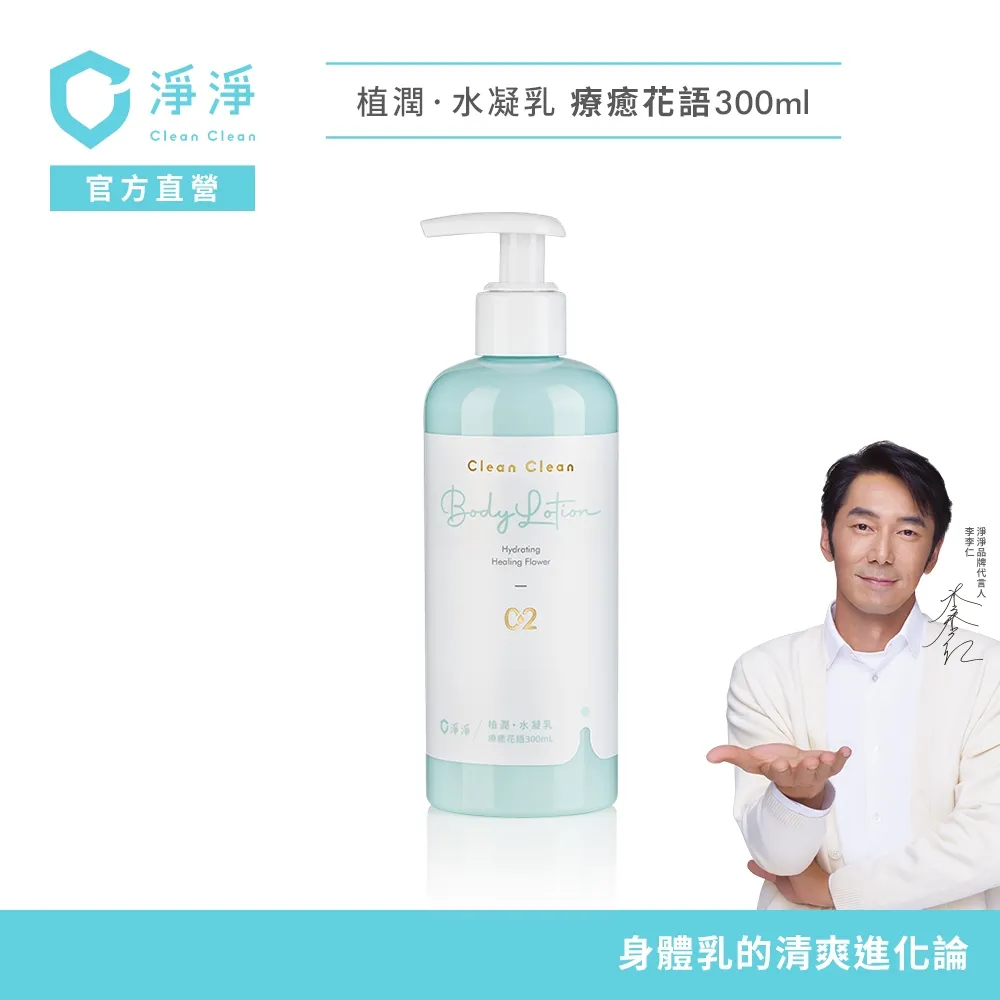 淨淨
Clean Clean
官方直營
植潤·水凝乳 療癒花語300ml
Clean Clean
Body Lotion
Hydrating
Healing Flower
02
淨淨 / 植潤·水凝乳
療癒花語300mL
淨淨品牌代言人
李李仁
李李仁
身體乳的清爽進化論